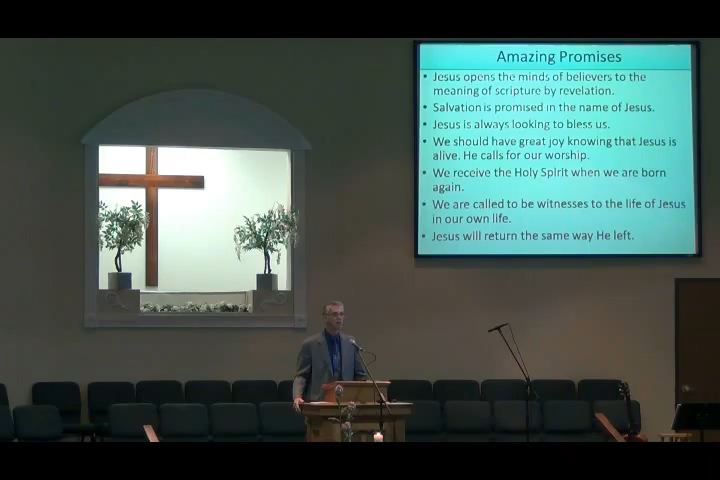 Amazing Promises
• Jesus opens the minds of believers to the
meaning of scripture by revelation.
• Salvation is promised in the name of Jesus.
• Jesus is always looking to bless us.
• We should have great joy knowing that Jesus is
alive. He calls for our worship.
• We receive the Holy Spirit when we are born
again.
• We are called to be witnesses to the life of Jesus
in our own life.
• Jesus will return the same way He left.